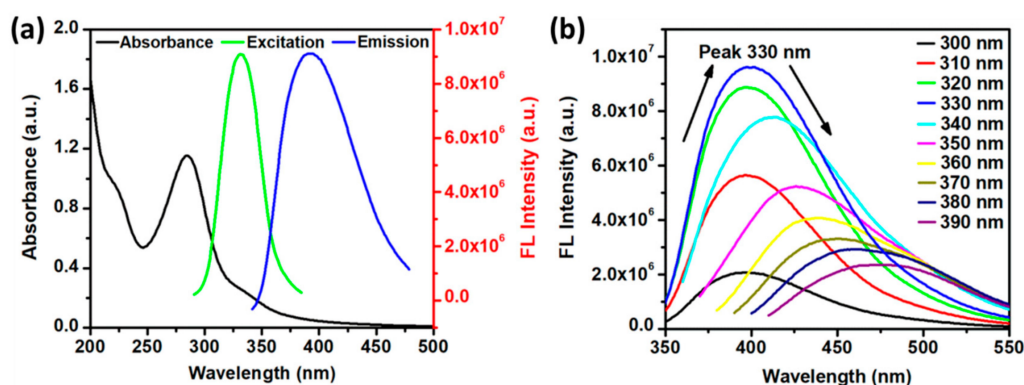 (a)
Absorbance Excitation Emission
Absorbance (a.u.)
2.0
1.6
1.2
0.8
0.4
0.0
200 250 300 350 400 450 500
Wavelength (nm)
1.0x10⁷
8.0x10⁶
6.0x10⁶
4.0x10⁶
2.0x10⁶
0.0
FL Intensity (a.u.)
(b)
Peak 330 nm
300 nm
310 nm
320 nm
330 nm
340 nm
350 nm
360 nm
370 nm
380 nm
390 nm
FL Intensity (a.u.)
1.0x10⁷
8.0x10⁶
6.0x10⁶
4.0x10⁶
2.0x10⁶
0.0
350 400 450 500 550
Wavelength (nm)